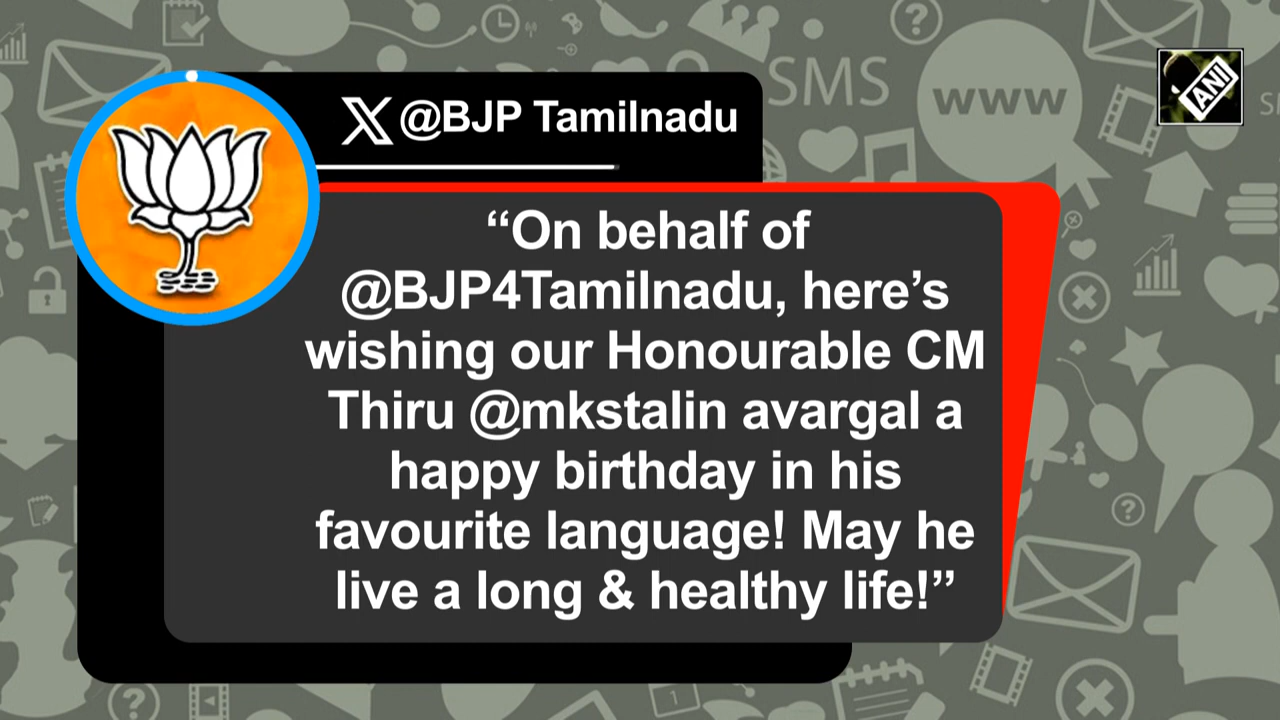 SMS
www
ANI
@BJP Tamilnadu
“On behalf of
@BJP4Tamilnadu, here’s
wishing our Honourable CM
Thiru @mkstalin avargal a
happy birthday in his
favourite language! May he
live a long & healthy life!”